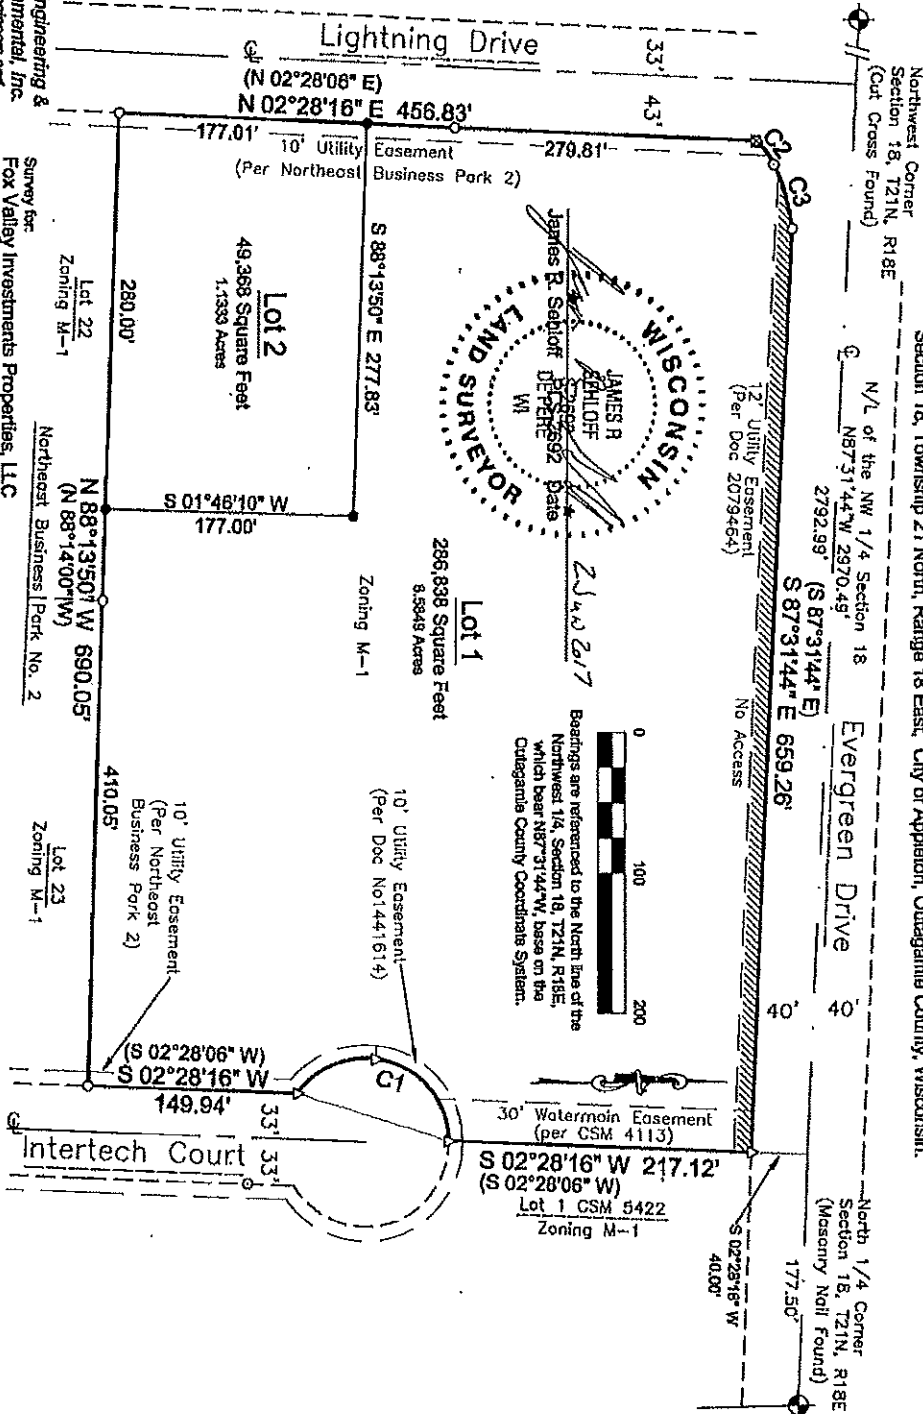 Section 18, Township 21 North, Range 18 East, City of Appleton, Outagamie County, Wisconsin.
Northwest Corner
Section 18, T21N, R18E
(Cut Cross Found)
North 1/4 Corner
Section 18, T21N, R18E
(Masonry Nail Found)
N/L of the NW 1/4 Section 18
N87°31'44"W 2970.49'
2792.99'
177.50'
Evergreen Drive
(S 87°31'44" E)
S 87°31'44" E 659.26'
40'
40'
S 02°28'16" W
40.00'
12' Utility Easement
(Per Doc 2079464)
No Access
C2
C3
33'
43'
Lightning Drive
(N 02°28'06" E)
N 02°28'16" E 456.83'
177.01'
279.81'
10' Utility Easement
(Per Northeast Business Park 2)
WISCONSIN
LAND SURVEYOR
JAMES R
SEHLOFF
DE PERE
WI
James R. Sehloff Date
2 Jun 2017
0
100
200
Bearings are referenced to the North line of the
Northwest 1/4, Section 18, T21N, R18E,
which bear N87°31'44"W, base on the
Outagamie County Coordinate System.
30' Watermain Easement
(per CSM 4113)
S 02°28'16" W 217.12'
(S 02°28'06" W)
Lot 1 CSM 5422
Zoning M-1
Lot 1
286,838 Square Feet
6.5849 Acres
Zoning M-1
S 88°13'50" E 277.83'
Lot 2
49,368 Square Feet
1.1333 Acres
S 01°46'10" W
177.00'
10' Utility Easement
(Per Doc No1441614)
C1
10' Utility Easement
(Per Northeast
Business Park 2)
(S 02°28'06" W)
S 02°28'16" W
149.94'
33'
33'
Intertech Court
280.00'
410.05'
N 88°13'50" W 690.05'
(N 88°14'00" W)
Lot 22
Zoning M-1
Northeast Business Park No. 2
Lot 23
Zoning M-1
Survey for:
Fox Valley Investments Properties, LLC
ngineering &
mental, Inc.